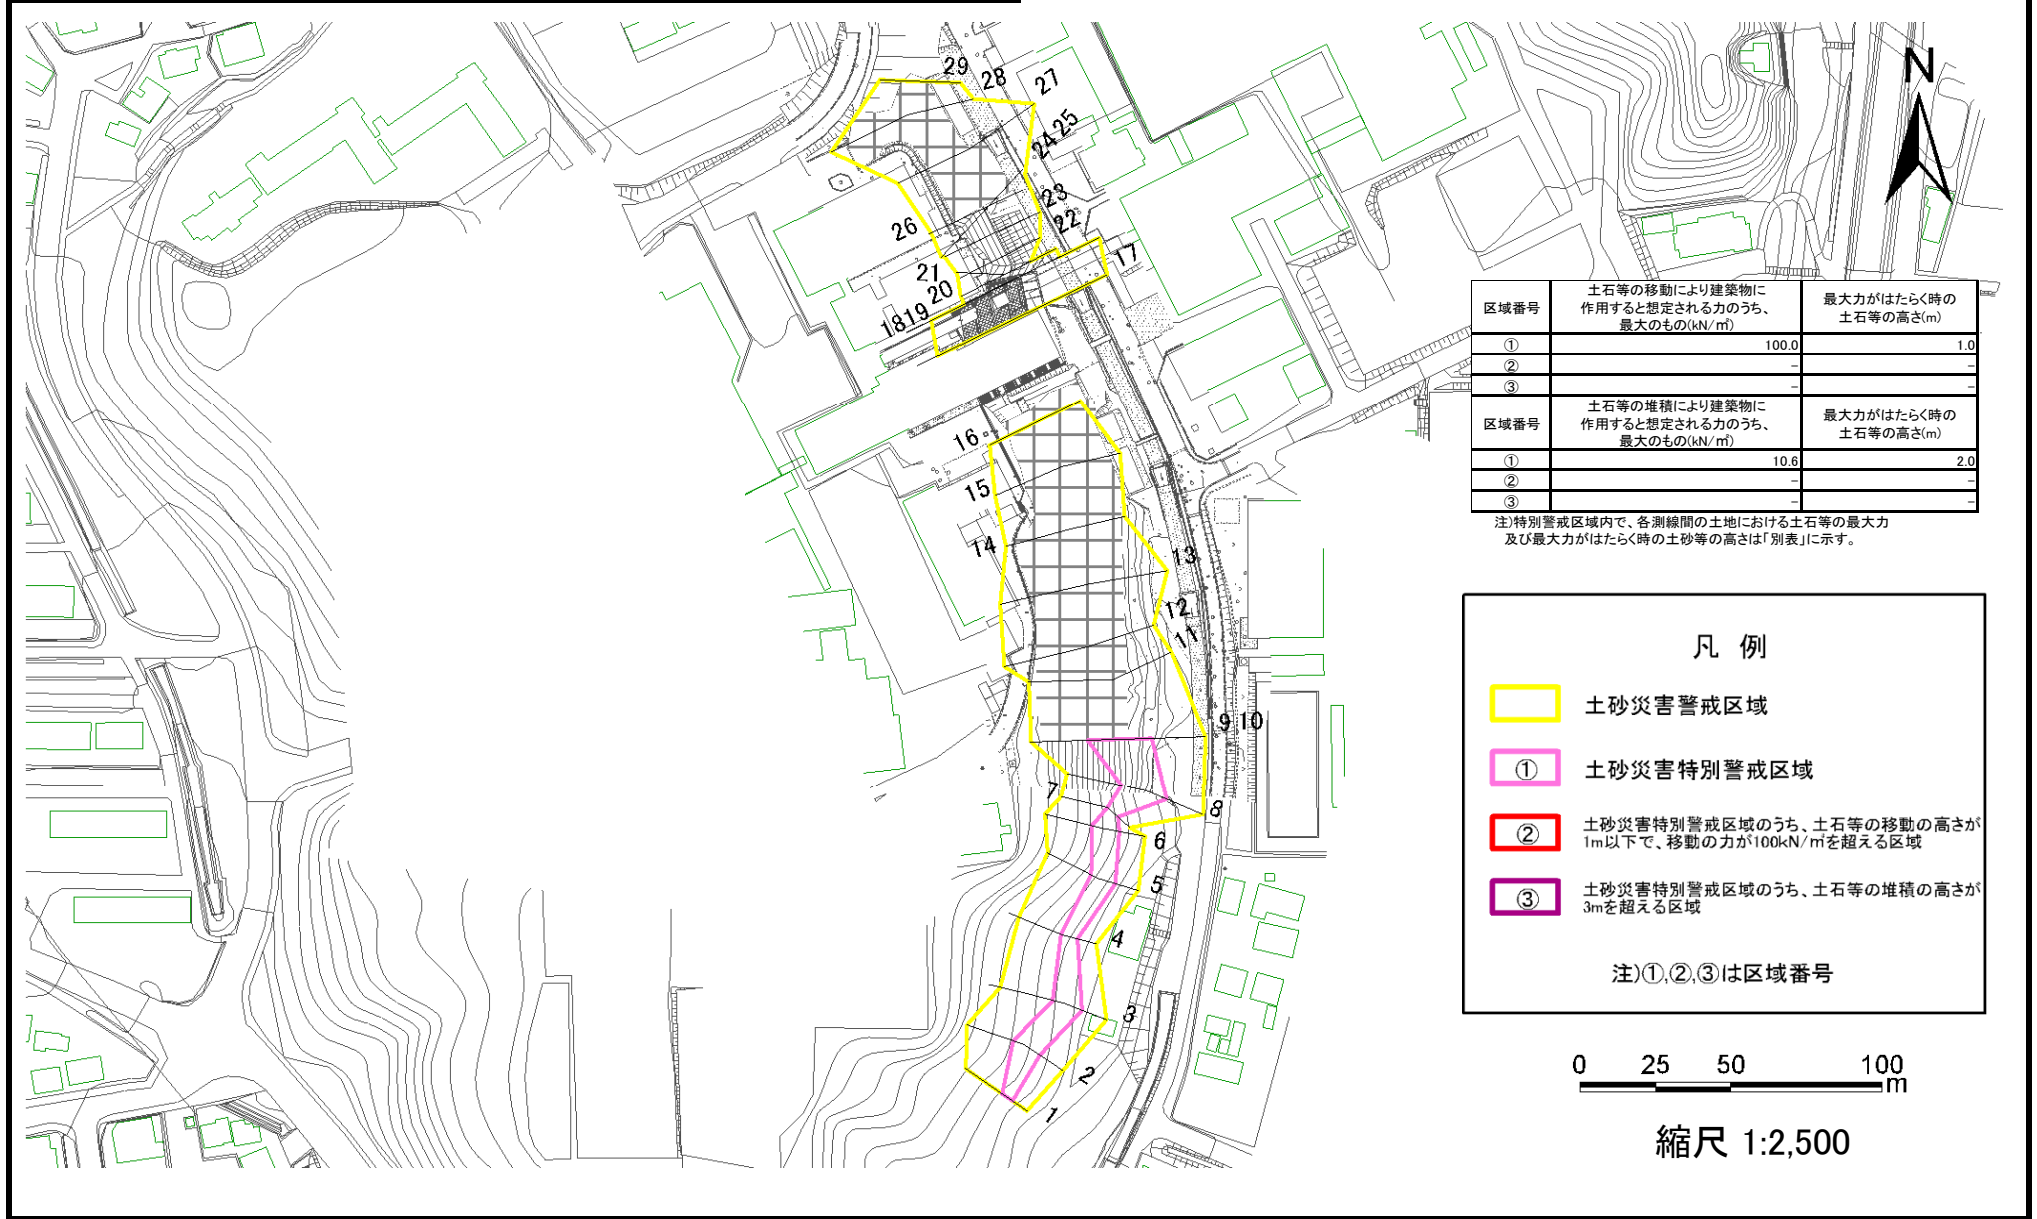 29
28
27
25
24
23
22
17
26
21
20
19
18
16
15
14
13
12
11
9
10
8
7
6
5
4
3
2
1
N
区域番号 土石等の移動により建築物に作用すると想定される力のうち、最大のもの(kN/㎡) 最大力がはたらく時の土石等の高さ(m)
① 100.0 1.0
② - -
③ - -
区域番号 土石等の堆積により建築物に作用すると想定される力のうち、最大のもの(kN/㎡) 最大力がはたらく時の土石等の高さ(m)
① 10.6 2.0
② - -
③ - -
注)特別警戒区域内で、各測線間の土地における土石等の最大力
及び最大力がはたらく時の土砂等の高さは「別表」に示す。
凡 例
土砂災害警戒区域
① 土砂災害特別警戒区域
② 土砂災害特別警戒区域のうち、土石等の移動の高さが
1m以下で、移動の力が100kN/㎡を超える区域
③ 土砂災害特別警戒区域のうち、土石等の堆積の高さが
3mを超える区域
注)①,②,③は区域番号
0 25 50 100
m
縮尺 1:2,500